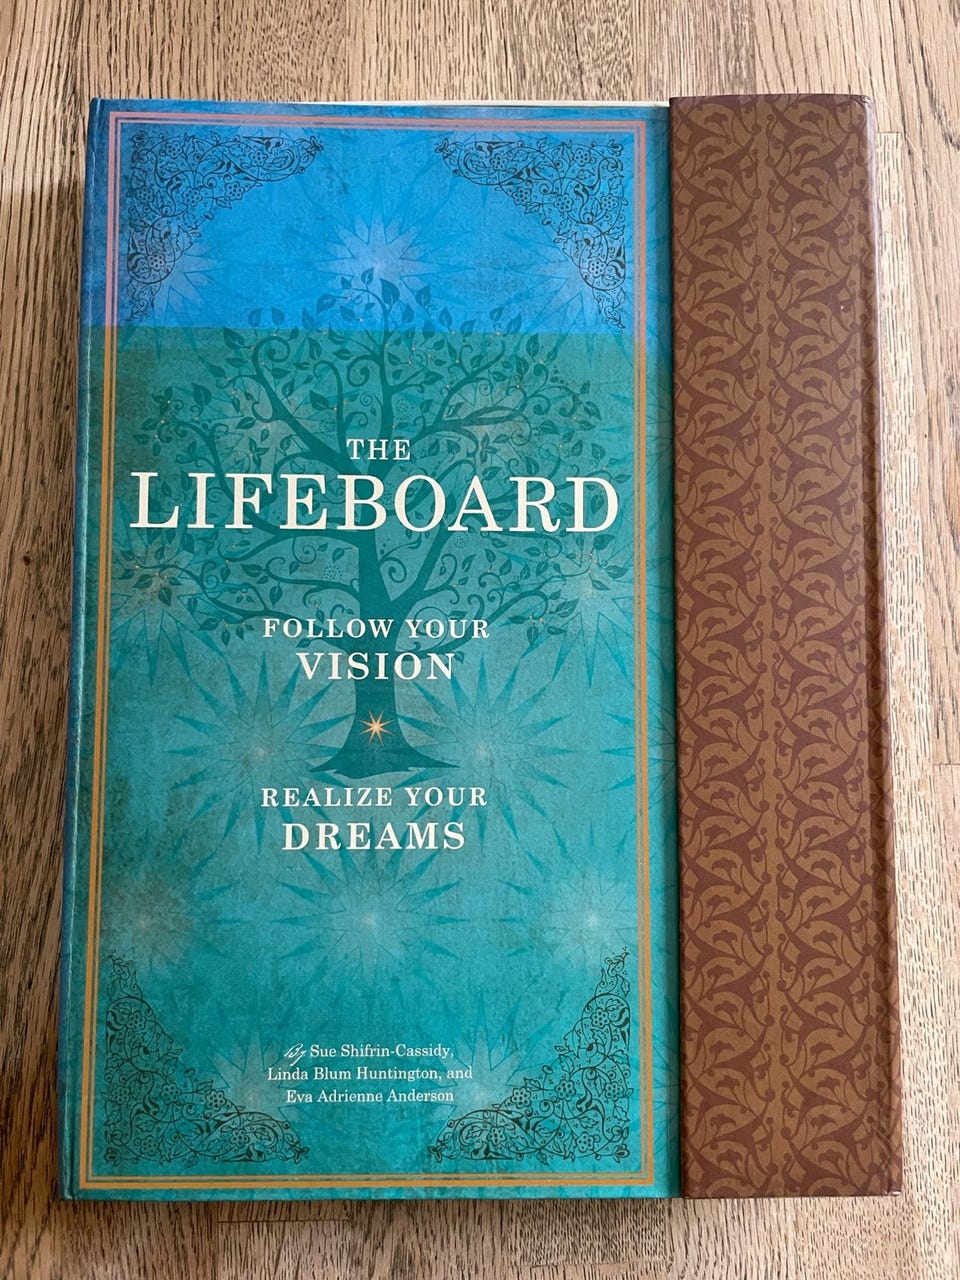 THE
LIFEBOARD
FOLLOW YOUR
VISION
REALIZE YOUR
DREAMS
By Sue Shifrin-Cassidy,
Linda Blum Huntington, and
Eva Adrienne Anderson